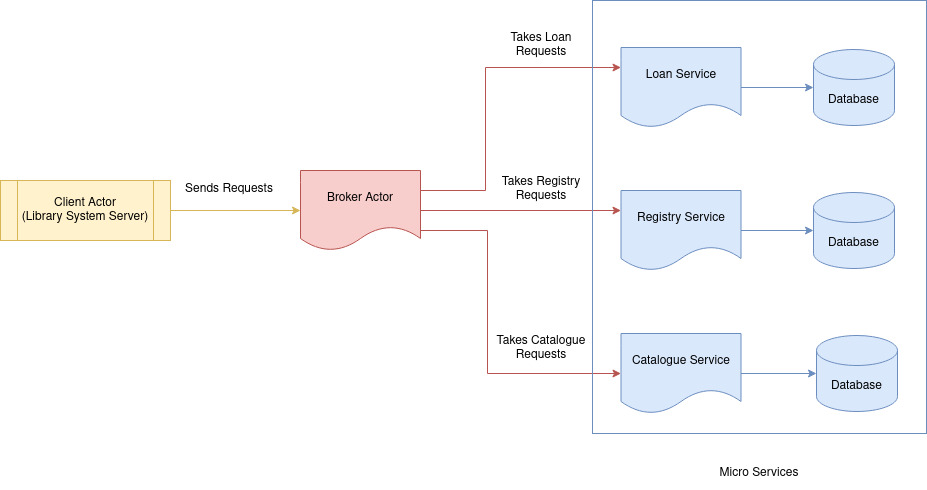 Takes Loan
Requests
Loan Service
Database
Client Actor
(Library System Server)
Sends Requests
Broker Actor
Takes Registry
Requests
Registry Service
Database
Takes Catalogue
Requests
Catalogue Service
Database
Micro Services